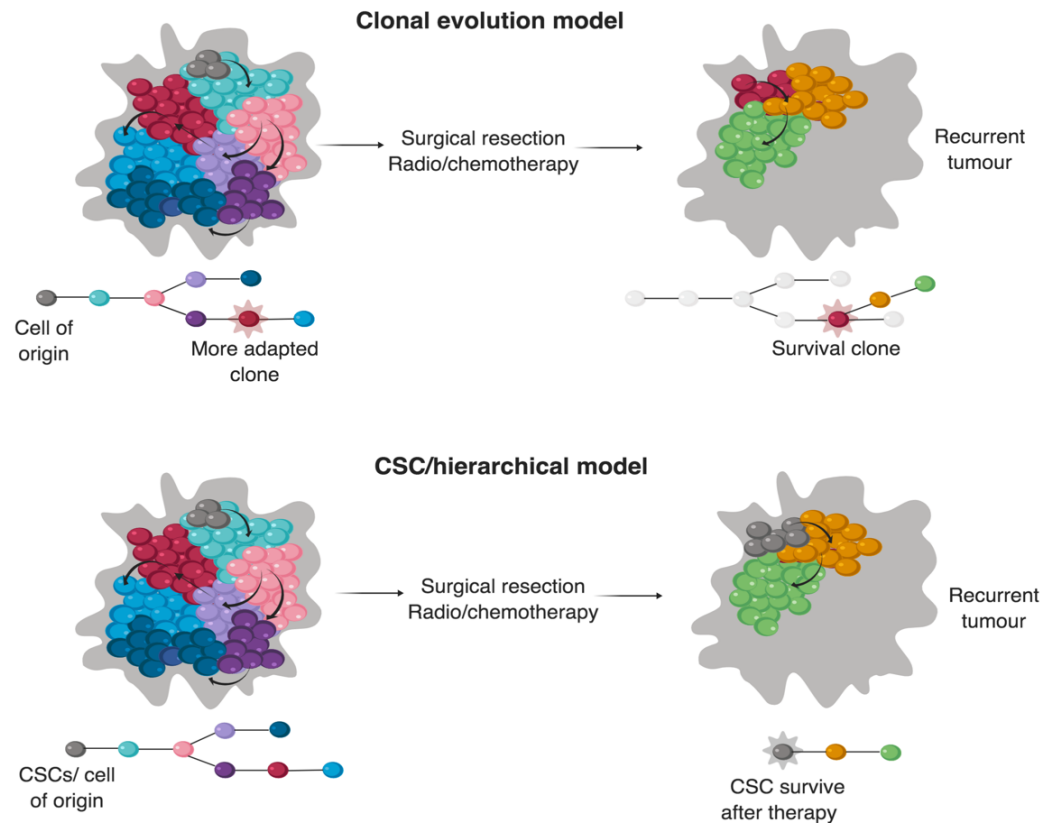 Clonal evolution model
Surgical resection
Radio/chemotherapy
Recurrent
tumour
Cell of
origin
More adapted
clone
Survival clone
CSC/hierarchical model
Surgical resection
Radio/chemotherapy
Recurrent
tumour
CSCs/ cell
of origin
CSC survive
after therapy